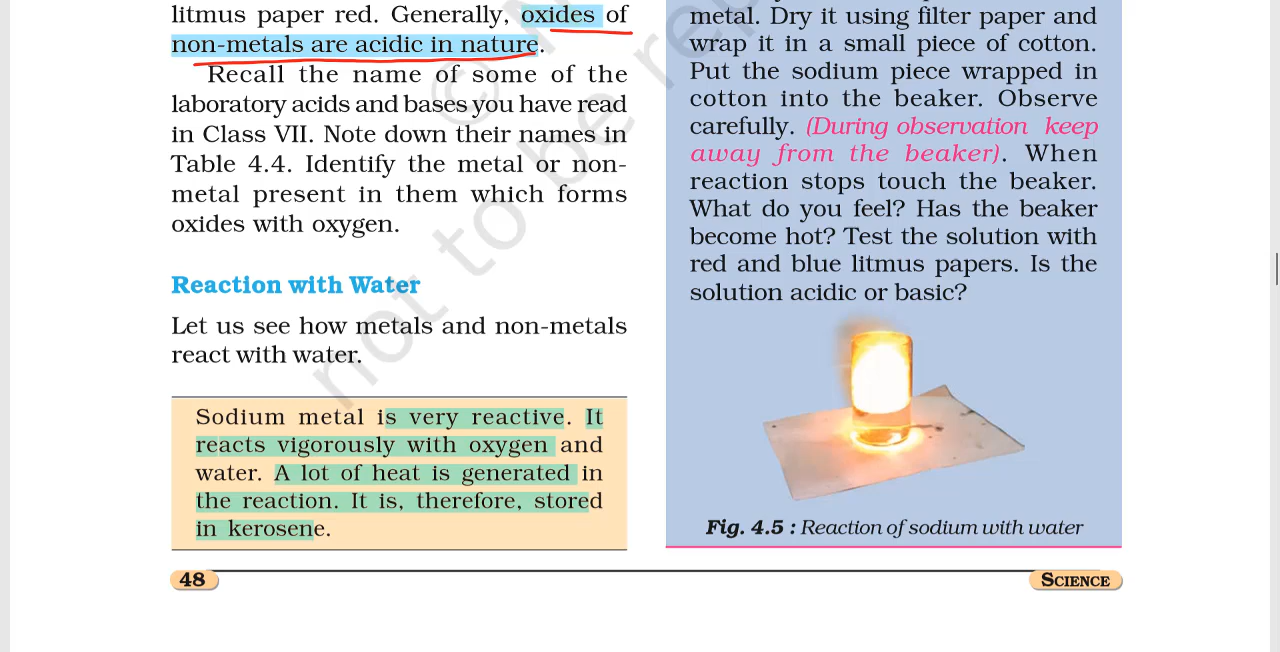 litmus paper red. Generally, oxides of
non-metals are acidic in nature.
Recall the name of some of the
laboratory acids and bases you have read
in Class VII. Note down their names in
Table 4.4. Identify the metal or non-
metal present in them which forms
oxides with oxygen.
Reaction with Water
Let us see how metals and non-metals
react with water.
Sodium metal is very reactive. It
reacts vigorously with oxygen and
water. A lot of heat is generated in
the reaction. It is, therefore, stored
in kerosene.
metal. Dry it using filter paper and
wrap it in a small piece of cotton.
Put the sodium piece wrapped in
cotton into the beaker. Observe
carefully. (During observation keep
away from the beaker). When
reaction stops touch the beaker.
What do you feel? Has the beaker
become hot? Test the solution with
red and blue litmus papers. Is the
solution acidic or basic?
Fig. 4.5 : Reaction of sodium with water
48
SCIENCE
not to be rep
©